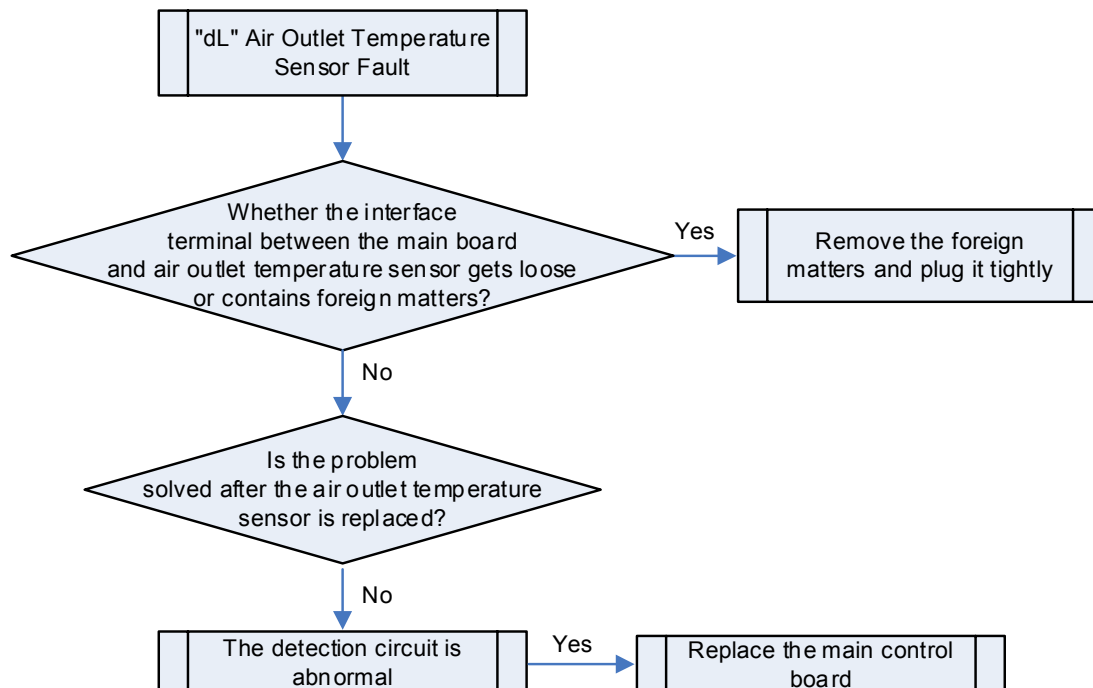 "dL" Air Outlet Temperature
Sensor Fault
Whether the interface
terminal between the main board
and air outlet temperature sensor gets loose
or contains foreign matters?
Yes
Remove the foreign
matters and plug it tightly
No
Is the problem
solved after the air outlet temperature
sensor is replaced?
No
The detection circuit is
abnormal
Yes
Replace the main control
board